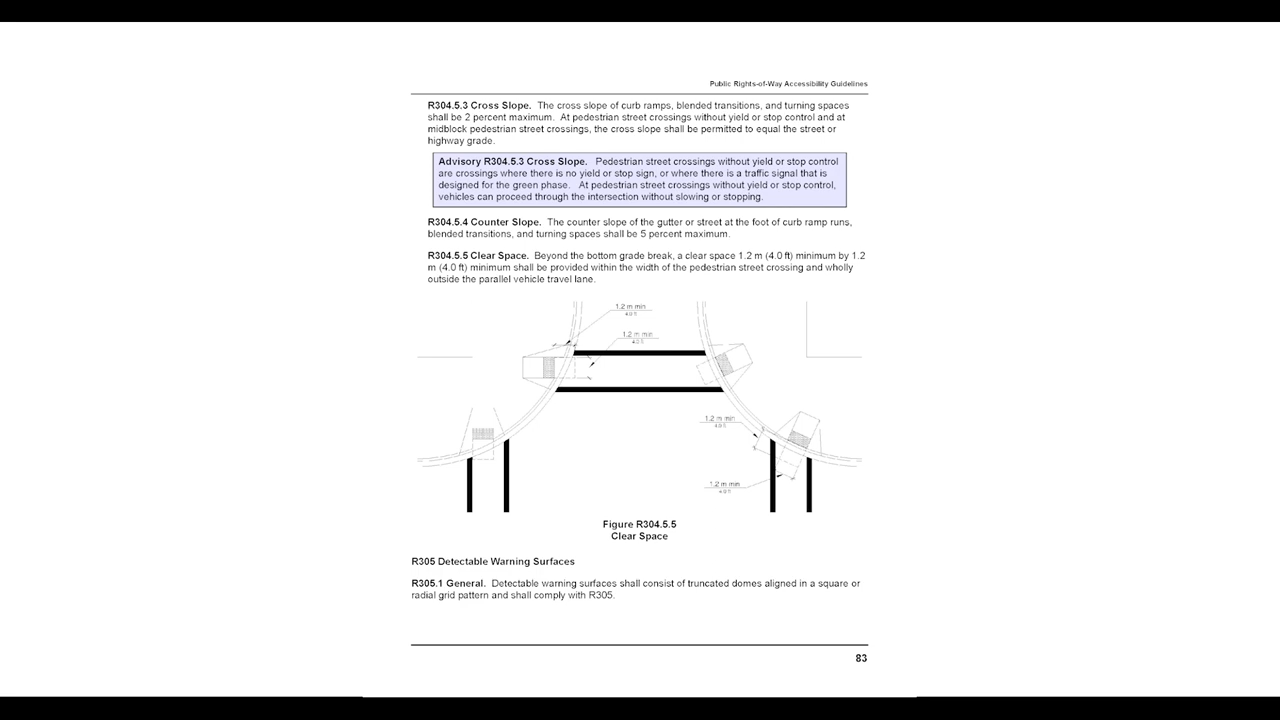 Public Rights-of-Way Accessibility Guidelines
R304.5.3 Cross Slope. The cross slope of curb ramps, blended transitions, and turning spaces
shall be 2 percent maximum. At pedestrian street crossings without yield or stop control and at
midblock pedestrian street crossings, the cross slope shall be permitted to equal the street or
highway grade.
Advisory R304.5.3 Cross Slope. Pedestrian street crossings without yield or stop control
are crossings where there is no yield or stop sign, or where there is a traffic signal that is
designed for the green phase. At pedestrian street crossings without yield or stop control,
vehicles can proceed through the intersection without slowing or stopping.
R304.5.4 Counter Slope. The counter slope of the gutter or street at the foot of curb ramp runs,
blended transitions, and turning spaces shall be 5 percent maximum.
R304.5.5 Clear Space. Beyond the bottom grade break, a clear space 1.2 m (4.0 ft) minimum by 1.2
m (4.0 ft) minimum shall be provided within the width of the pedestrian street crossing and wholly
outside the parallel vehicle travel lane.
1.2 m min
4.0 ft
1.2 m min
4.0 ft
1.2 m min
4.0 ft
1.2 m min
4.0 ft
Figure R304.5.5
Clear Space
R305 Detectable Warning Surfaces
R305.1 General. Detectable warning surfaces shall consist of truncated domes aligned in a square or
radial grid pattern and shall comply with R305.
83